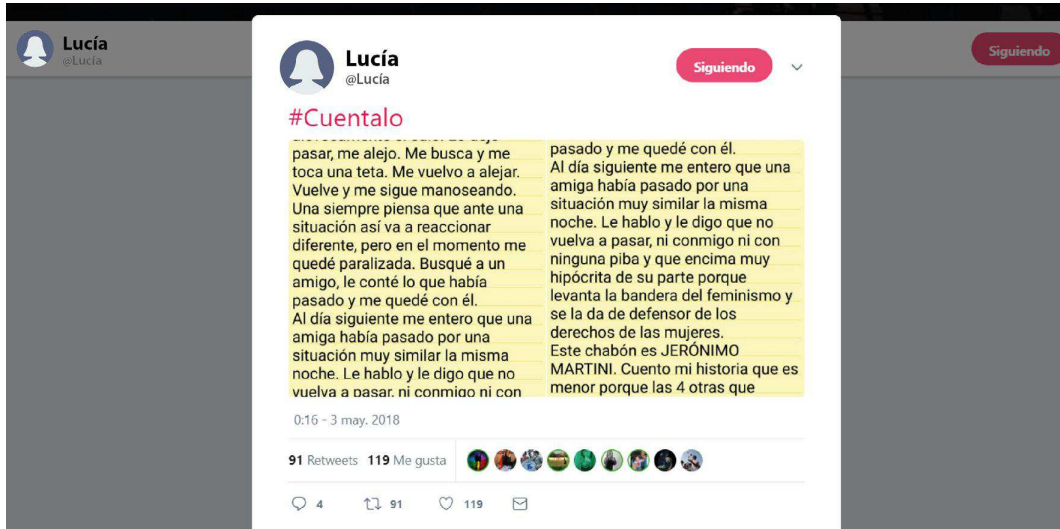 Lucía
@Lucía
Siguiendo
Lucía
@Lucía
Siguiendo
#Cuentalo
pasar, me alejo. Me busca y me
toca una teta. Me vuelvo a alejar.
Vuelve y me sigue manoseando.
Una siempre piensa que ante una
situación así va a reaccionar
diferente, pero en el momento me
quedé paralizada. Busqué a un
amigo, le conté lo que había
pasado y me quedé con él.
Al día siguiente me entero que una
amiga había pasado por una
situación muy similar la misma
noche. Le hablo y le digo que no
vuelva a pasar, ni conmigo ni con
pasado y me quedé con él.
Al día siguiente me entero que una
amiga había pasado por una
situación muy similar la misma
noche. Le hablo y le digo que no
vuelva a pasar, ni conmigo ni con
ninguna piba y que encima muy
hipócrita de su parte porque
levanta la bandera del feminismo y
se la da de defensor de los
derechos de las mujeres.
Este chabón es JERÓNIMO
MARTINI. Cuento mi historia que es
menor porque las 4 otras que
0:16 - 3 may. 2018
91 Retweets 119 Me gusta
4 91 119